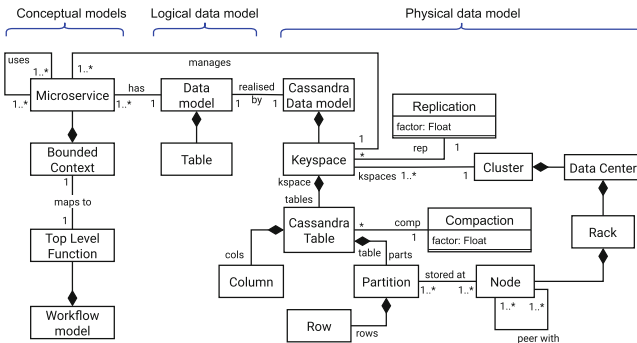 Conceptual models
Logical data model
Physical data model
uses
1..*
1..*
1..*
manages
Microservice
has
1..*
1
Data
model
realised
by
1
1
Cassandra
Data model
Replication
factor: Float
rep
1
Bounded
Context
Table
1
*
Keyspace
kspaces
1..*
1
Cluster
Data Center
1
maps to
1
kspace
tables
Cassandra
Table
*
comp
1
Compaction
factor: Float
Rack
Top Level
Function
cols
table
parts
Column
Partition
stored at
1..*
1..*
Node
1..*
1..*
peer with
Workflow
model
Row
rows